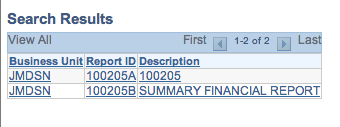 Search Results
View All First 1-2 of 2 Last
Business Unit Report ID Description
JMDSN 100205A 100205
JMDSN 100205B SUMMARY FINANCIAL REPORT